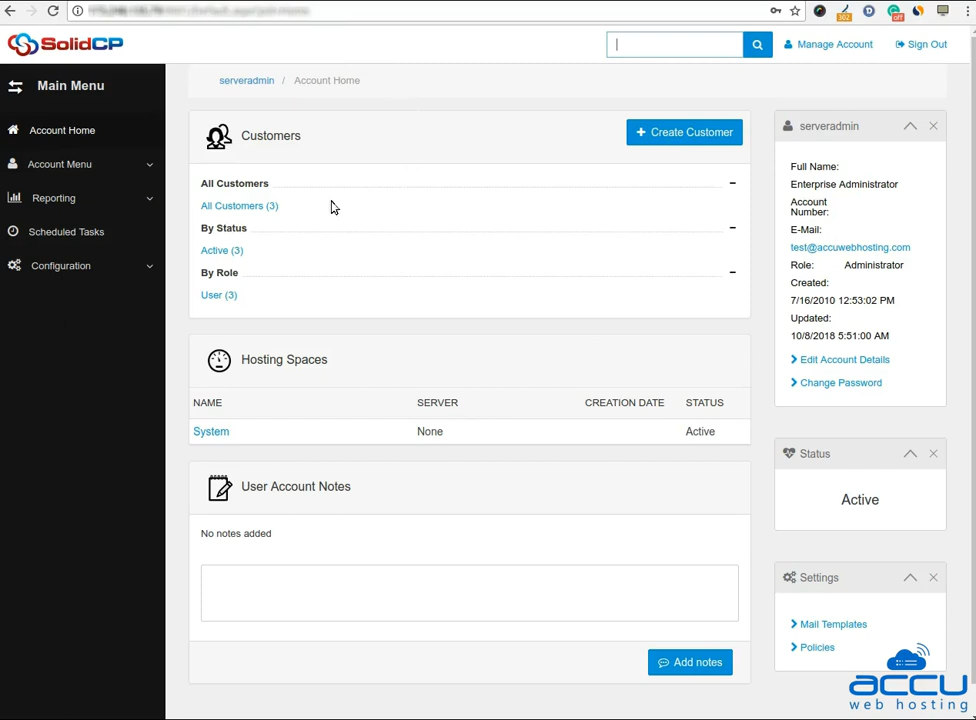 302
off
SolidCP
Manage Account
Sign Out
Main Menu
Account Home
Account Menu
Reporting
Scheduled Tasks
Configuration
serveradmin / Account Home
Customers
+ Create Customer
All Customers
All Customers (3)
By Status
Active (3)
By Role
User (3)
Hosting Spaces
NAME SERVER CREATION DATE STATUS
System None Active
User Account Notes
No notes added
Add notes
serveradmin
Full Name:
Enterprise Administrator
Account
Number:
E-Mail:
test@accuwebhosting.com
Role: Administrator
Created:
7/16/2010 12:53:02 PM
Updated:
10/8/2018 5:51:00 AM
Edit Account Details
Change Password
Status
Active
Settings
Mail Templates
Policies
ACCU
web hosting